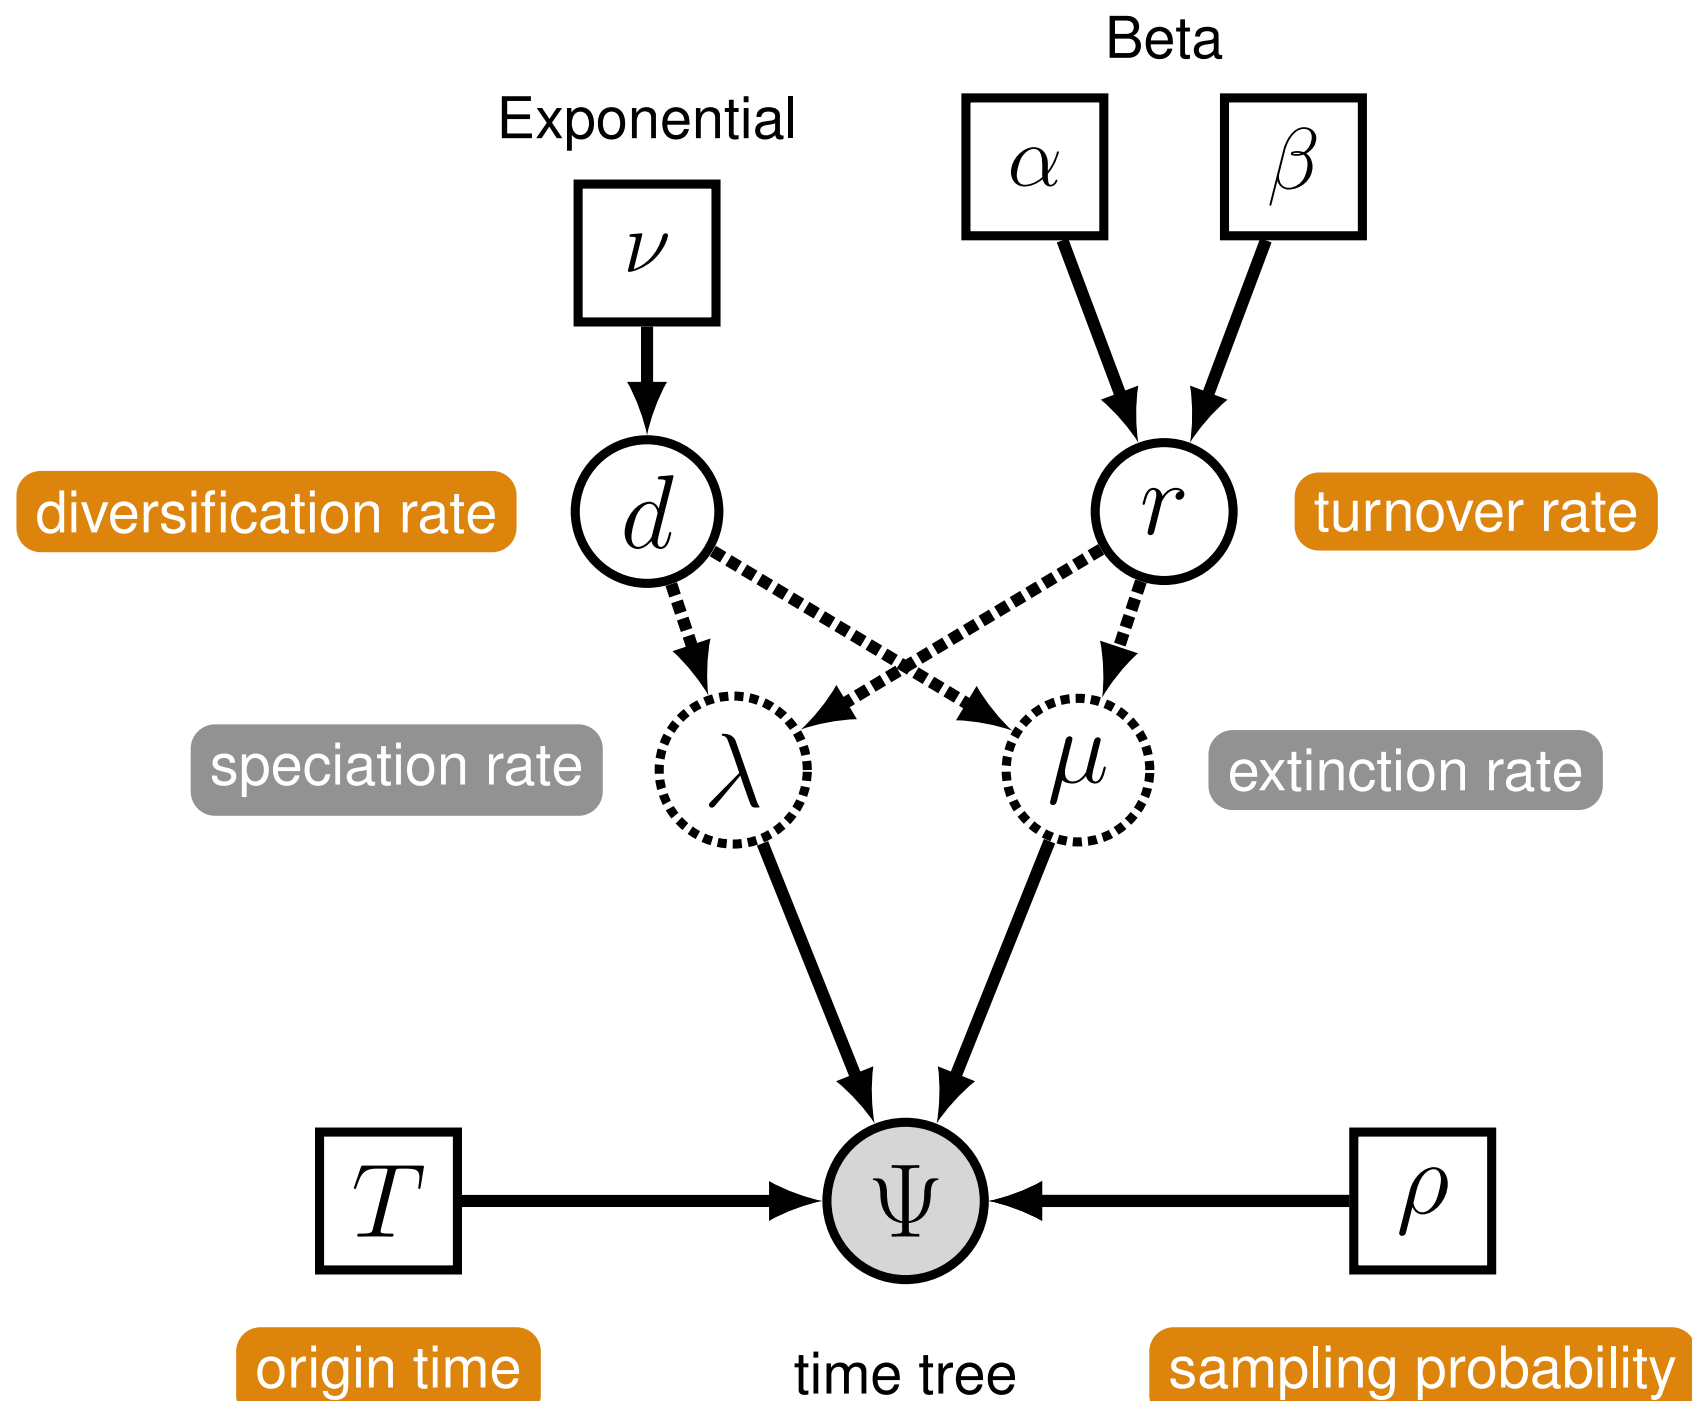 Beta
Exponential
α β
ν
diversification rate d r turnover rate
speciation rate λ μ extinction rate
T Ψ ρ
origin time time tree sampling probability